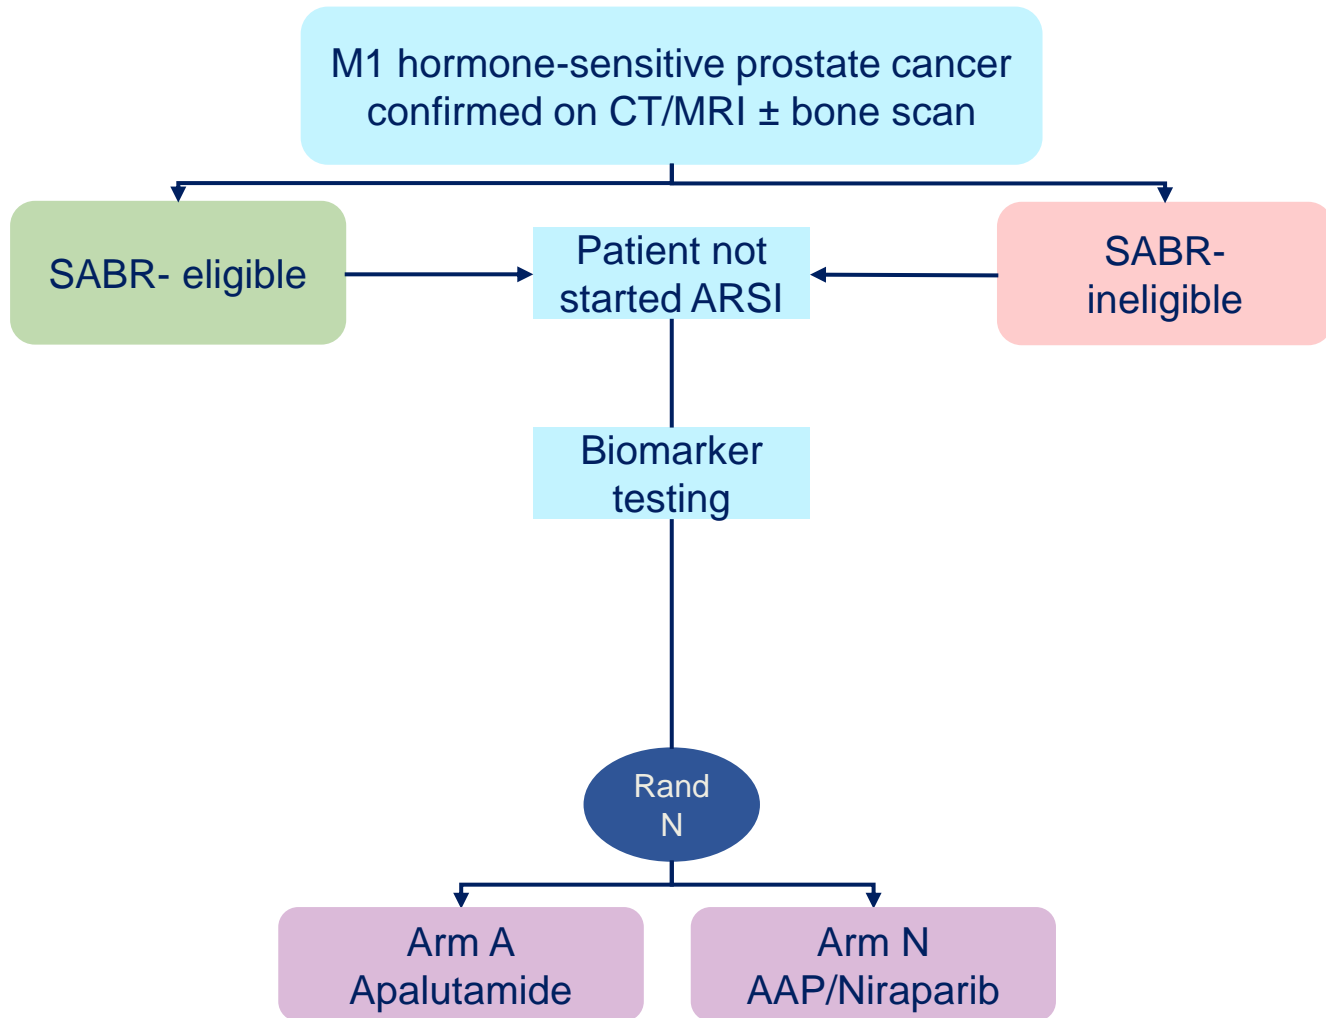 M1 hormone-sensitive prostate cancer
confirmed on CT/MRI ± bone scan
SABR- eligible
Patient not
started ARSI
SABR-
ineligible
Biomarker
testing
Rand
N
Arm A
Apalutamide
Arm N
AAP/Niraparib